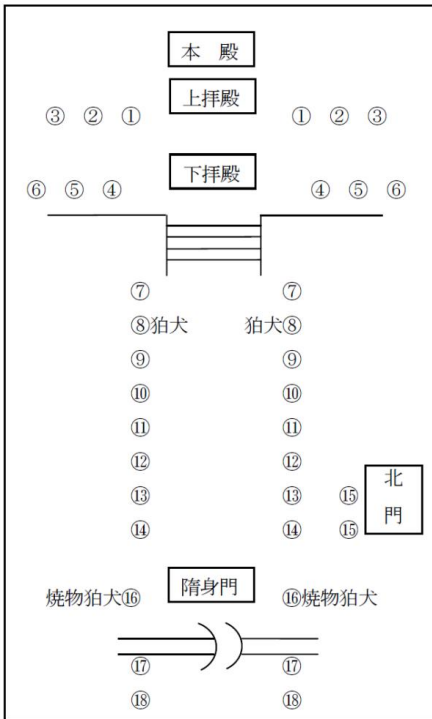 本 殿
上拝殿
③ ② ① ① ② ③
下拝殿
⑥ ⑤ ④ ④ ⑤ ⑥
⑦ ⑦
⑧狛犬 狛犬⑧
⑨ ⑨
⑩ ⑩
⑪ ⑪
⑫ ⑫
⑬ ⑬ ⑮
⑭ ⑭ ⑮
北
門
隋身門
焼物狛犬⑯ ⑯焼物狛犬
⑰ ⑰
⑱ ⑱